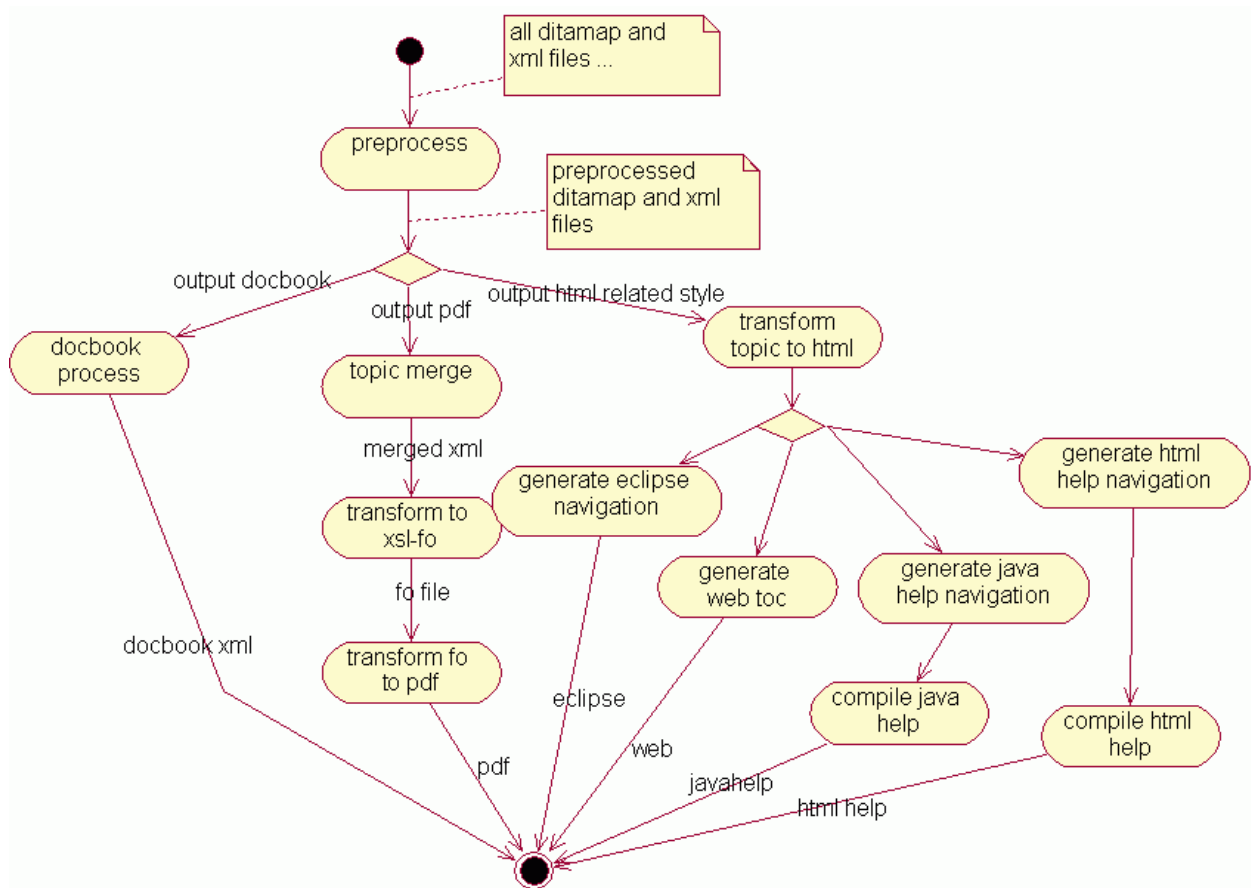 all ditamap and
xml files ...
preprocess
preprocessed
ditamap and xml
files
output docbook
output pdf
output html related style
docbook
process
topic merge
transform
topic to html
merged xml
generate eclipse
navigation
generate html
help navigation
transform to
xsl-fo
generate
web toc
generate java
help navigation
fo file
docbook xml
transform fo
to pdf
eclipse
compile java
help
compile html
help
web
pdf
javahelp
html help